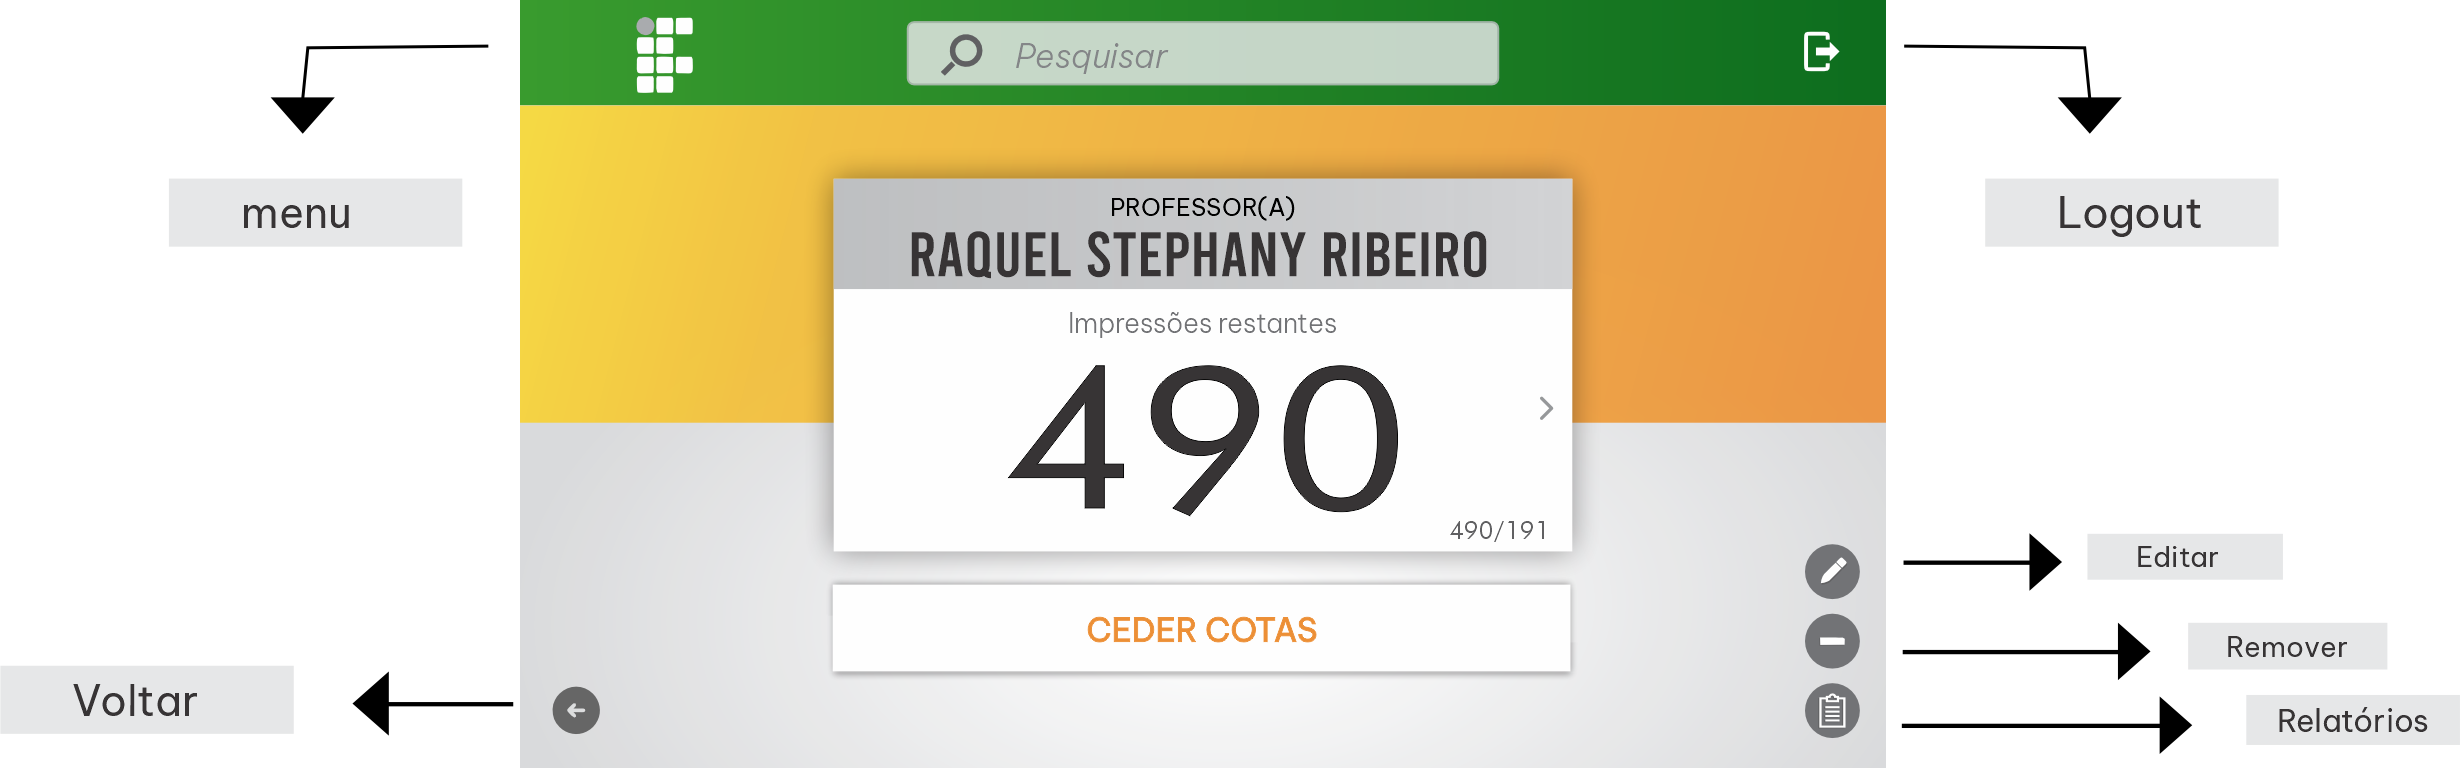 Pesquisar
menu
Logout
PROFESSOR(A)
RAQUEL STEPHANY RIBEIRO
Impressões restantes
490
490/191
Editar
CEDER COTAS
Remover
Voltar
Relatórios